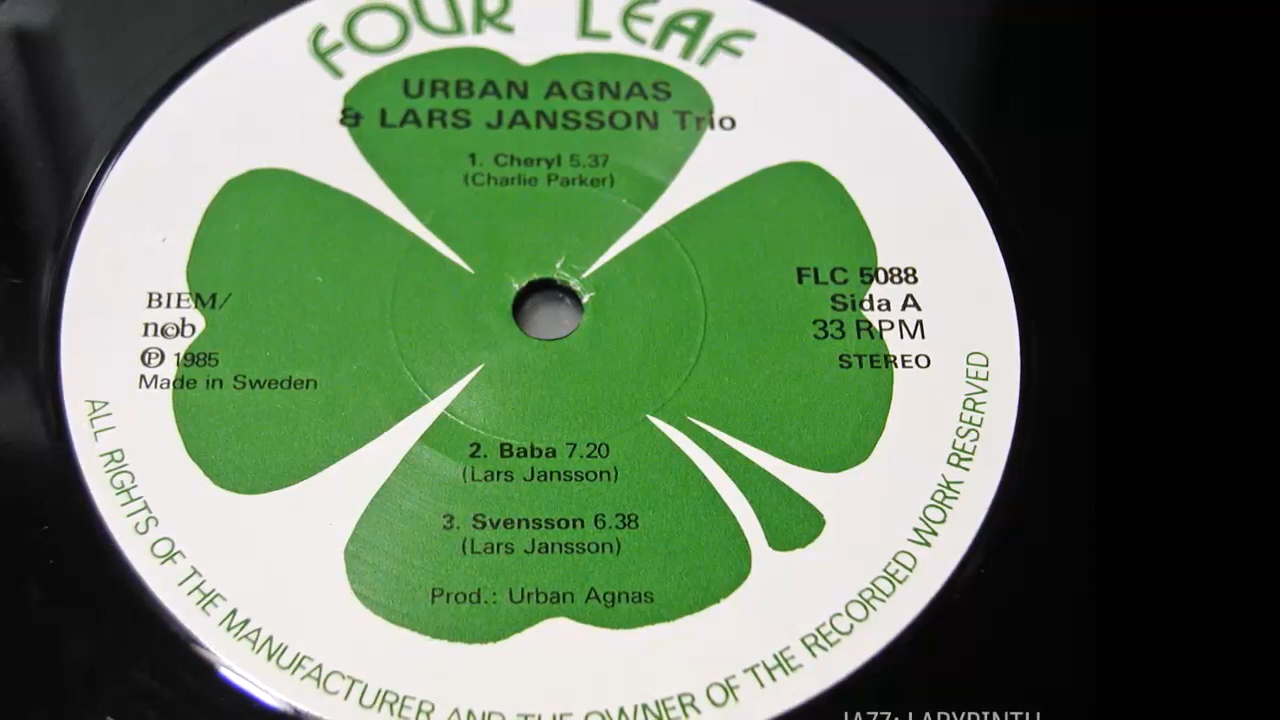 FOUR LEAF
URBAN AGNAS
& LARS JANSSON Trio
1. Cheryl 5.37
(Charlie Parker)
BIEM/
n©b
Ⓟ 1985
Made in Sweden
FLC 5088
Sida A
33 RPM
STEREO
2. Baba 7.20
(Lars Jansson)
3. Svensson 6.38
(Lars Jansson)
Prod.: Urban Agnas
ALL RIGHTS OF THE MANUFACTURER AND THE OWNER OF THE RECORDED WORK RESERVED
JAZZ: LABYRINTH